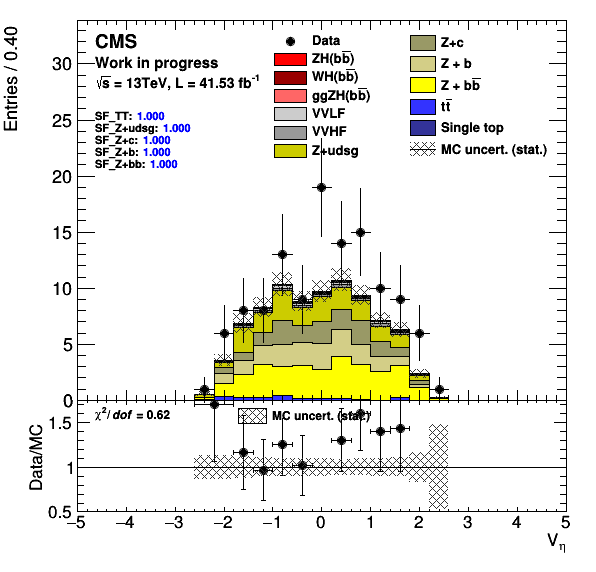 Entries / 0.40
30
25
20
15
10
5
0
CMS
Work in progress
√s = 13TeV, L = 41.53 fb⁻¹
SF_TT: 1.000
SF_Z+udsg: 1.000
SF_Z+c: 1.000
SF_Z+b: 1.000
SF_Z+bb: 1.000
Data
ZH(bb̅)
WH(bb̅)
ggZH(bb̅)
VVLF
VVHF
Z+udsg
Z+c
Z + b
Z + bb̅
tt̅
Single top
MC uncert. (stat.)
Data/MC
1.5
1
0.5
χ²/dof = 0.62
MC uncert. (stat.)
−5 −4 −3 −2 −1 0 1 2 3 4 5
V_η